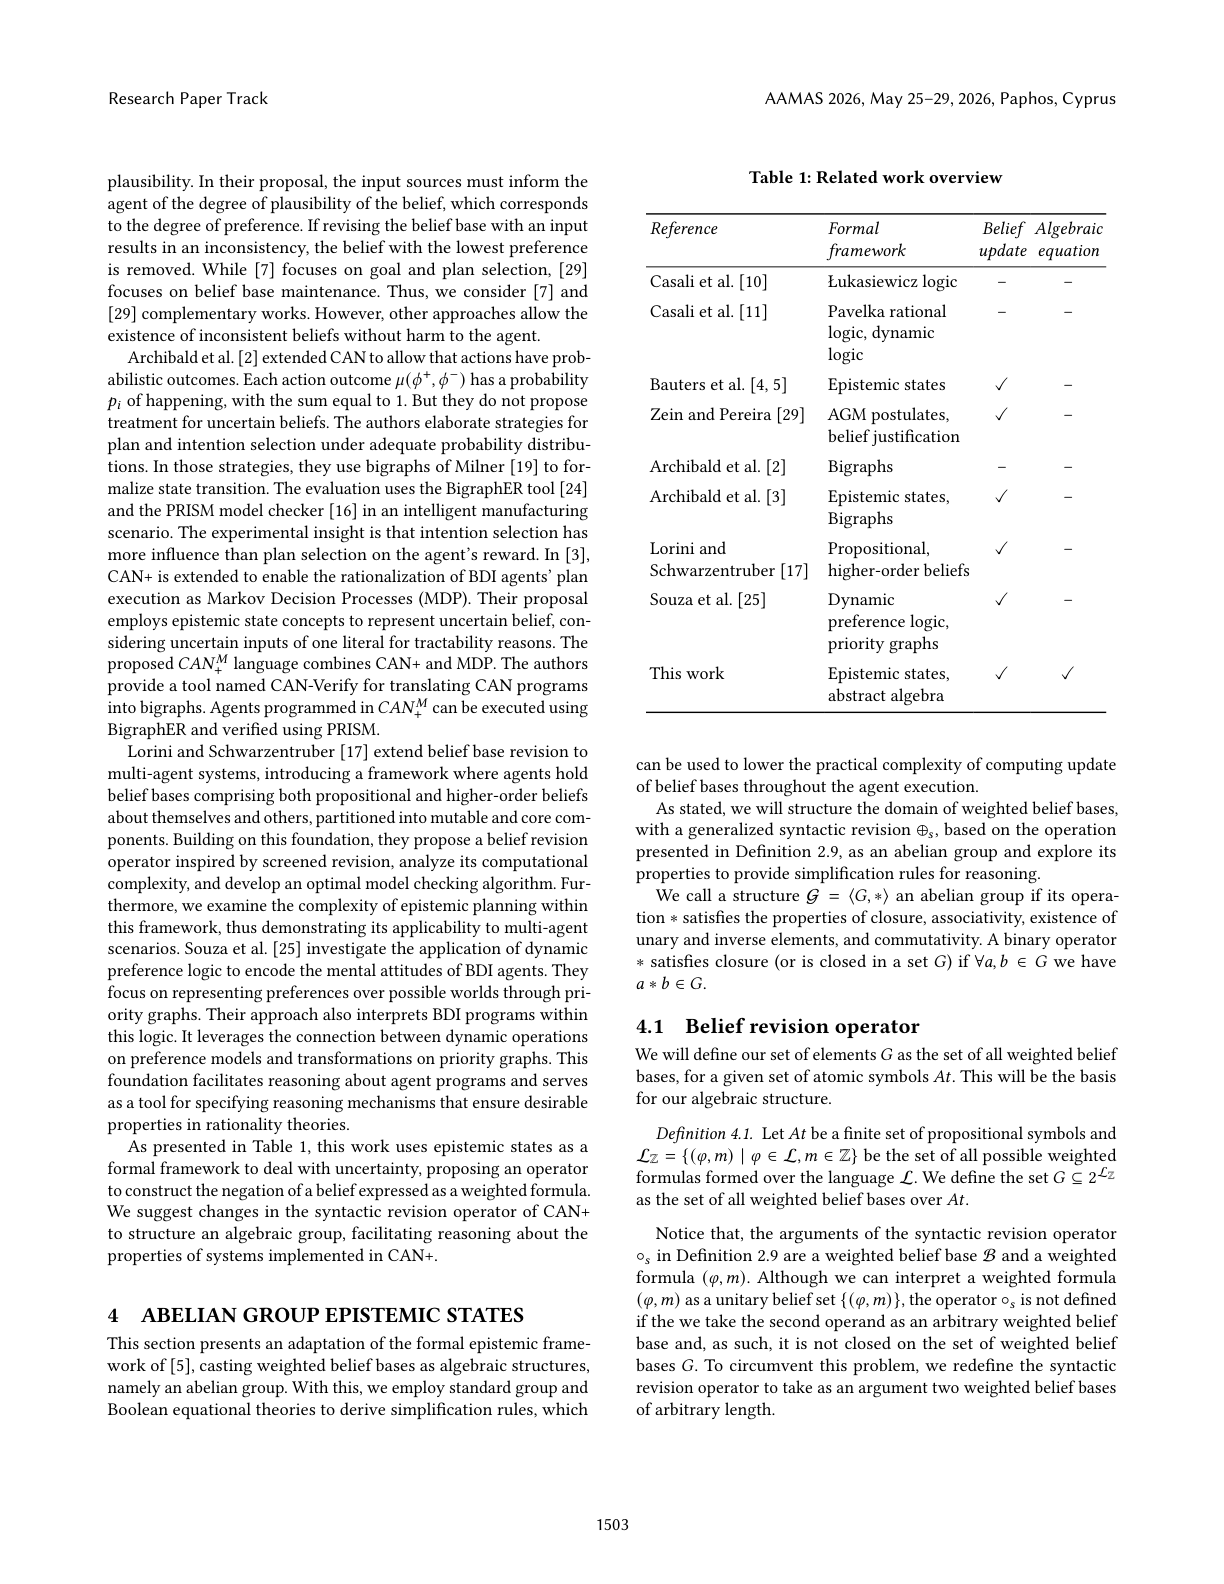 Research Paper Track
AAMAS 2026, May 25–29, 2026, Paphos, Cyprus
plausibility. In their proposal, the input sources must inform the
agent of the degree of plausibility of the belief, which corresponds
to the degree of preference. If revising the belief base with an input
results in an inconsistency, the belief with the lowest preference
is removed. While [7] focuses on goal and plan selection, [29]
focuses on belief base maintenance. Thus, we consider [7] and
[29] complementary works. However, other approaches allow the
existence of inconsistent beliefs without harm to the agent.
Archibald et al. [2] extended CAN to allow that actions have prob-
abilistic outcomes. Each action outcome μ(ϕ⁺, ϕ⁻) has a probability
pᵢ of happening, with the sum equal to 1. But they do not propose
treatment for uncertain beliefs. The authors elaborate strategies for
plan and intention selection under adequate probability distribu-
tions. In those strategies, they use bigraphs of Milner [19] to for-
malize state transition. The evaluation uses the BigraphER tool [24]
and the PRISM model checker [16] in an intelligent manufacturing
scenario. The experimental insight is that intention selection has
more influence than plan selection on the agent's reward. In [3],
CAN+ is extended to enable the rationalization of BDI agents' plan
execution as Markov Decision Processes (MDP). Their proposal
employs epistemic state concepts to represent uncertain belief, con-
sidering uncertain inputs of one literal for tractability reasons. The
proposed CAN₊ᴹ language combines CAN+ and MDP. The authors
provide a tool named CAN-Verify for translating CAN programs
into bigraphs. Agents programmed in CAN₊ᴹ can be executed using
BigraphER and verified using PRISM.
Lorini and Schwarzentruber [17] extend belief base revision to
multi-agent systems, introducing a framework where agents hold
belief bases comprising both propositional and higher-order beliefs
about themselves and others, partitioned into mutable and core com-
ponents. Building on this foundation, they propose a belief revision
operator inspired by screened revision, analyze its computational
complexity, and develop an optimal model checking algorithm. Fur-
thermore, we examine the complexity of epistemic planning within
this framework, thus demonstrating its applicability to multi-agent
scenarios. Souza et al. [25] investigate the application of dynamic
preference logic to encode the mental attitudes of BDI agents. They
focus on representing preferences over possible worlds through pri-
ority graphs. Their approach also interprets BDI programs within
this logic. It leverages the connection between dynamic operations
on preference models and transformations on priority graphs. This
foundation facilitates reasoning about agent programs and serves
as a tool for specifying reasoning mechanisms that ensure desirable
properties in rationality theories.
As presented in Table 1, this work uses epistemic states as a
formal framework to deal with uncertainty, proposing an operator
to construct the negation of a belief expressed as a weighted formula.
We suggest changes in the syntactic revision operator of CAN+
to structure an algebraic group, facilitating reasoning about the
properties of systems implemented in CAN+.
4 ABELIAN GROUP EPISTEMIC STATES
This section presents an adaptation of the formal epistemic frame-
work of [5], casting weighted belief bases as algebraic structures,
namely an abelian group. With this, we employ standard group and
Boolean equational theories to derive simplification rules, which
Table 1: Related work overview
Reference Formal Belief Algebraic
framework update equation
Casali et al. [10] Łukasiewicz logic – –
Casali et al. [11] Pavelka rational – –
logic, dynamic
logic
Bauters et al. [4, 5] Epistemic states ✓ –
Zein and Pereira [29] AGM postulates, ✓ –
belief justification
Archibald et al. [2] Bigraphs – –
Archibald et al. [3] Epistemic states, ✓ –
Bigraphs
Lorini and Propositional, ✓ –
Schwarzentruber [17] higher-order beliefs
Souza et al. [25] Dynamic ✓ –
preference logic,
priority graphs
This work Epistemic states, ✓ ✓
abstract algebra
can be used to lower the practical complexity of computing update
of belief bases throughout the agent execution.
As stated, we will structure the domain of weighted belief bases,
with a generalized syntactic revision ⊕ₛ, based on the operation
presented in Definition 2.9, as an abelian group and explore its
properties to provide simplification rules for reasoning.
We call a structure 𝒢 = ⟨G, ∗⟩ an abelian group if its opera-
tion ∗ satisfies the properties of closure, associativity, existence of
unary and inverse elements, and commutativity. A binary operator
∗ satisfies closure (or is closed in a set G) if ∀a, b ∈ G we have
a ∗ b ∈ G.
4.1 Belief revision operator
We will define our set of elements G as the set of all weighted belief
bases, for a given set of atomic symbols At. This will be the basis
for our algebraic structure.
Definition 4.1. Let At be a finite set of propositional symbols and
ℒ_ℤ = {(φ, m) | φ ∈ ℒ, m ∈ ℤ} be the set of all possible weighted
formulas formed over the language ℒ. We define the set G ⊆ 2^ℒ_ℤ
as the set of all weighted belief bases over At.
Notice that, the arguments of the syntactic revision operator
∘ₛ in Definition 2.9 are a weighted belief base ℬ and a weighted
formula (φ, m). Although we can interpret a weighted formula
(φ, m) as a unitary belief set {(φ, m)}, the operator ∘ₛ is not defined
if the we take the second operand as an arbitrary weighted belief
base and, as such, it is not closed on the set of weighted belief
bases G. To circumvent this problem, we redefine the syntactic
revision operator to take as an argument two weighted belief bases
of arbitrary length.
1503